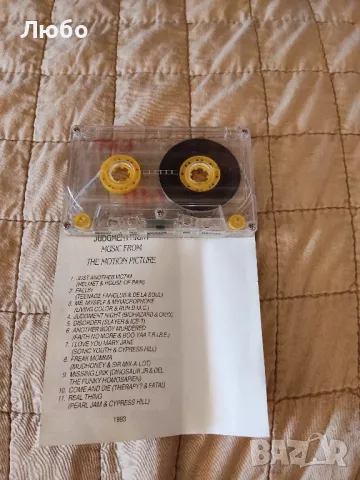 Любо
JUDGMENT NIGHT
MUSIC FROM
THE MOTION PICTURE
1. JUST ANOTHER VICTIM
(HELMET & HOUSE OF PAIN)
2. FALLIN'
(TEENAGE FANCLUB & DE LA SOUL)
3. ME, MYSELF & MY MICROPHONE
(LIVING COLOR & RUN D.M.C.)
4. JUDGMENT NIGHT (BIOHAZARD & ONYX)
5. DISORDER (SLAYER & ICE-T)
6. ANOTHER BODY MURDERED
(FAITH NO MORE & BOO YAA T.R.I.B.E.)
7. I LOVE YOU MARY JANE
(SONIC YOUTH & CYPRESS HILL)
8. FREAK MOMMA
(MUDHONEY & SIR MIX-A-LOT)
9. MISSING LINK (DINOSAUR JR & DEL
THE FUNKY HOMOSAPIEN)
10. COME AND DIE (THERAPY? & FATAL)
11. REAL THING
(PEARL JAM & CYPRESS HILL)
1993
BAZAR
bg